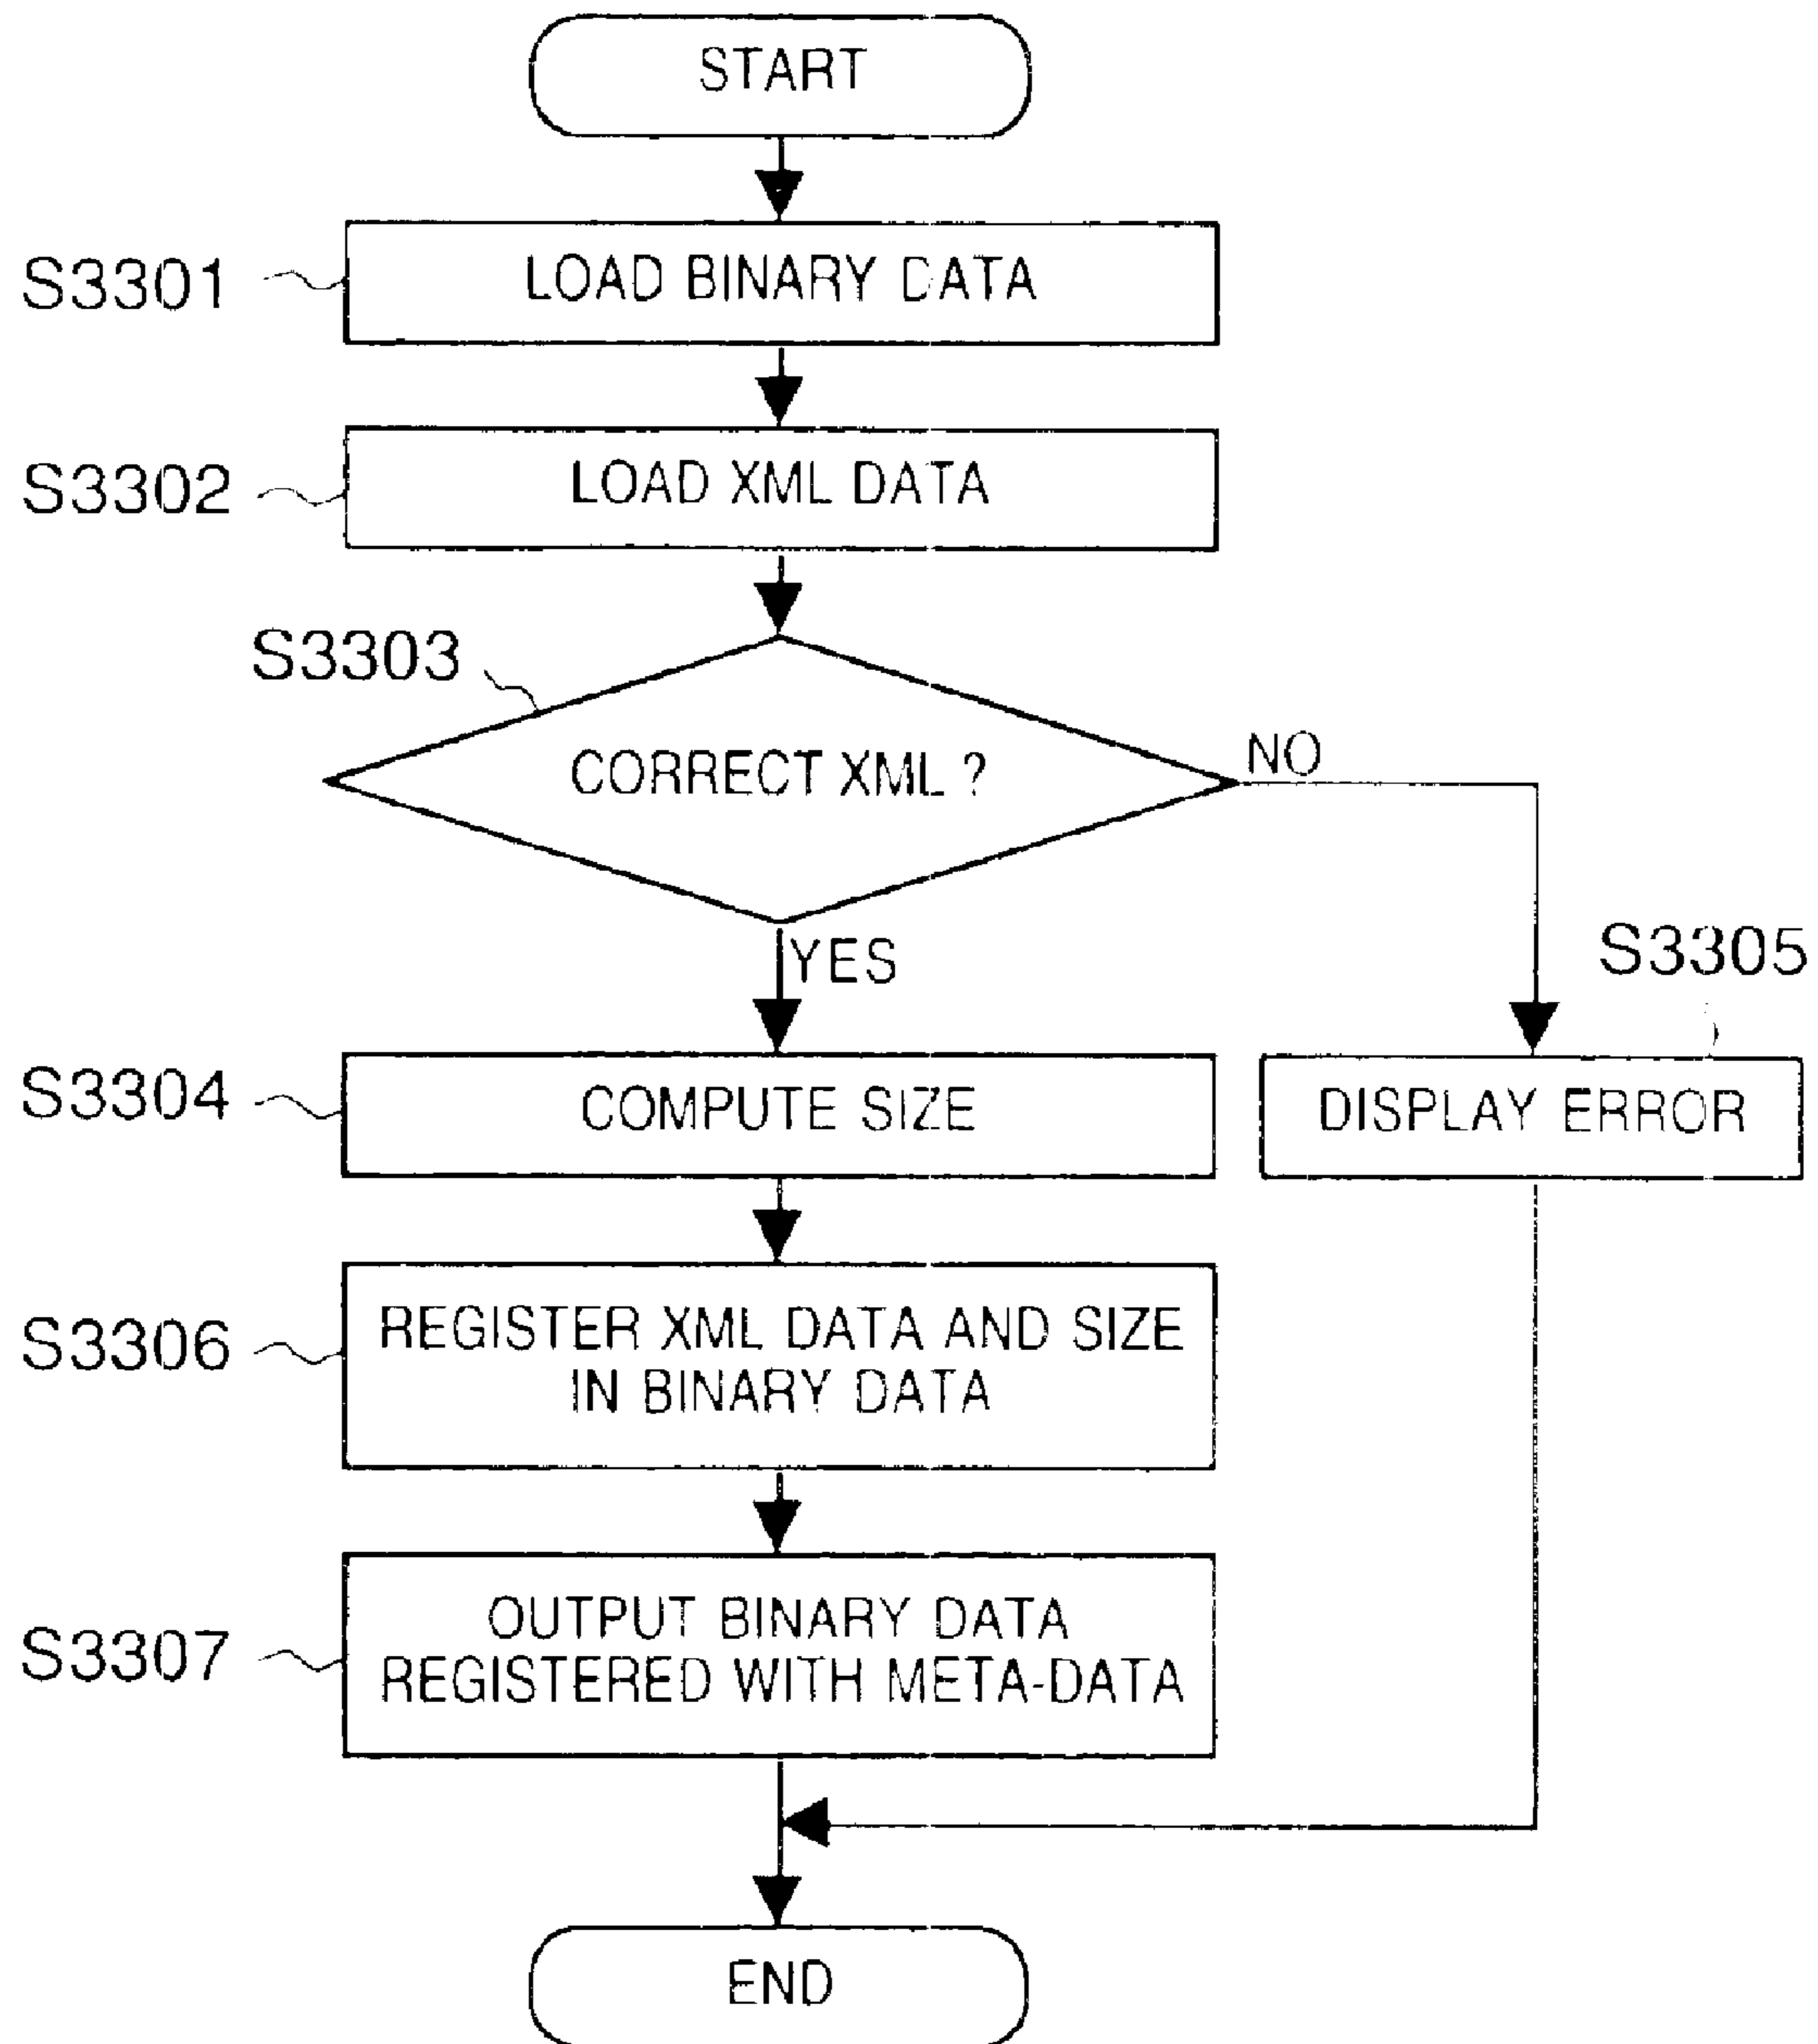 START
S3301
LOAD BINARY DATA
S3302
LOAD XML DATA
S3303
CORRECT XML ?
NO
YES
S3305
S3304
COMPUTE SIZE
DISPLAY ERROR
S3306
REGISTER XML DATA AND SIZE
IN BINARY DATA
S3307
OUTPUT BINARY DATA
REGISTERED WITH META-DATA
END